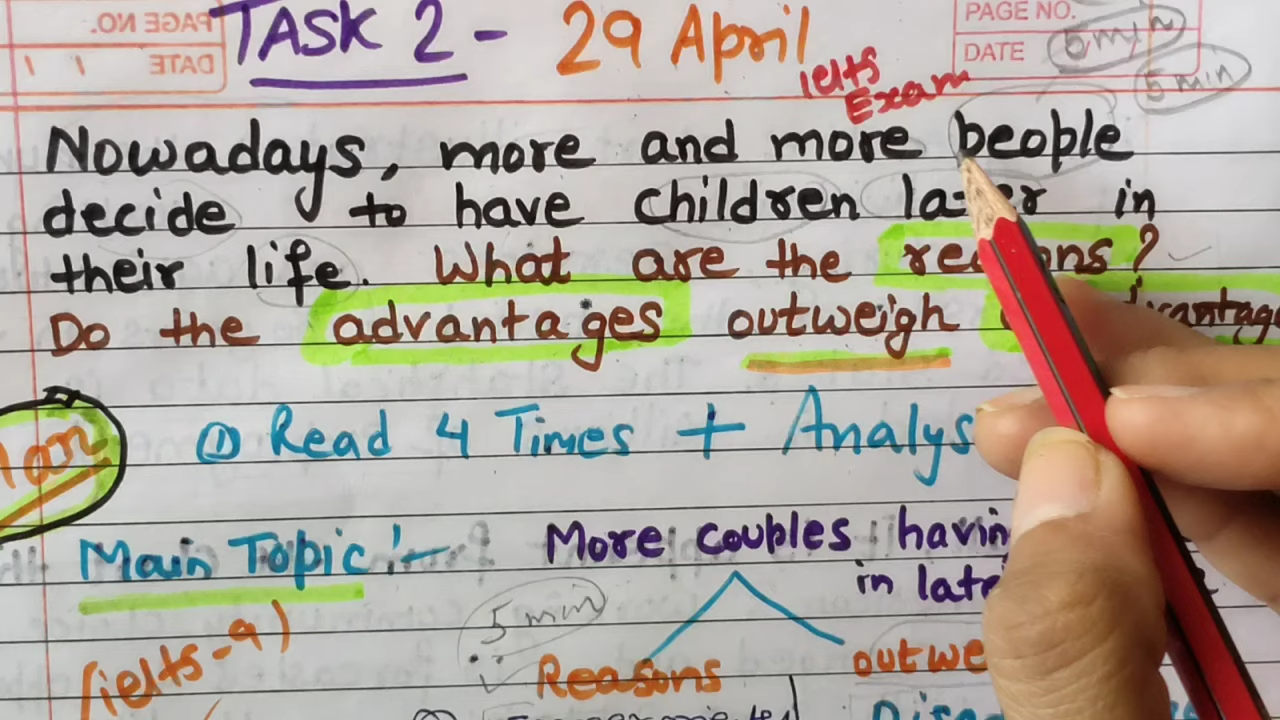 PAGE NO.
DATE
TASK 2 - 29 April
PAGE NO.
DATE
5 min
5 min
Ielts
Exam
Nowadays, more and more people
decide to have children later in
their life. What are the reasons?
Do the advantages outweigh
① Read 4 Times + Analys
Main Topic :- More couples having
in late
5 min
(ielts-9)
Reasons